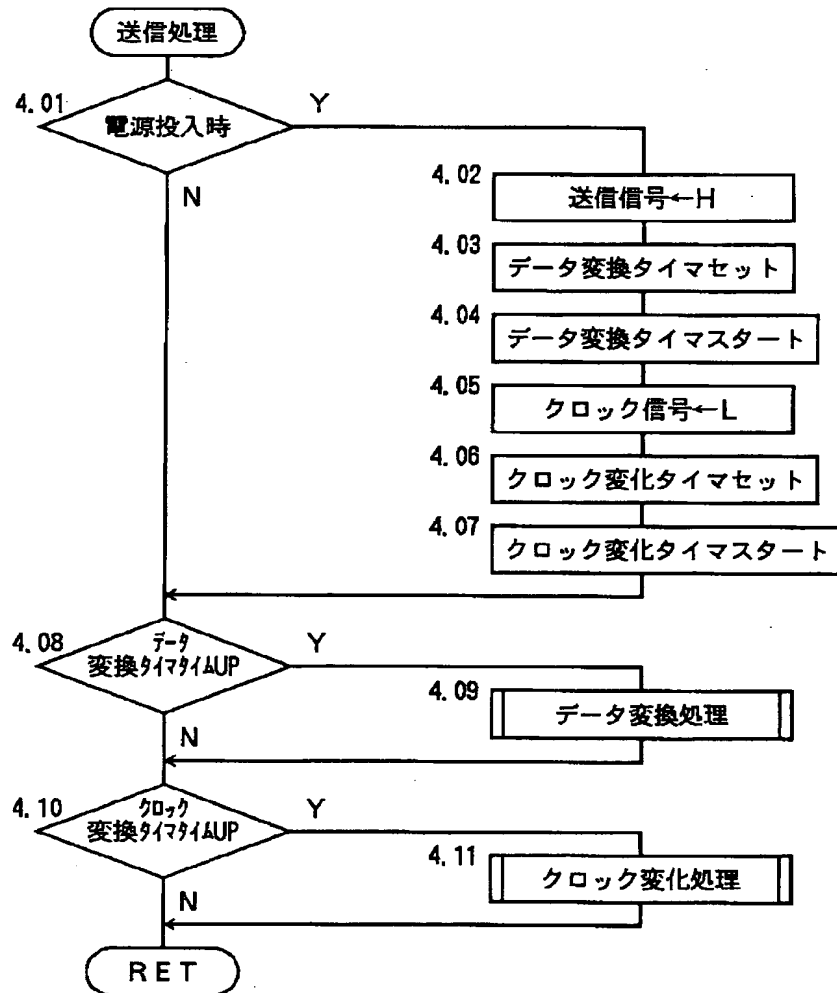 送信処理
4.01
電源投入時
Y
N
4.02
送信信号←H
4.03
データ変換タイマセット
4.04
データ変換タイマスタート
4.05
クロック信号←L
4.06
クロック変化タイマセット
4.07
クロック変化タイマスタート
4.08
ﾃﾞｰﾀ
変換ﾀｲﾏﾀｲﾑUP
Y
N
4.09
データ変換処理
4.10
ｸﾛｯｸ
変換ﾀｲﾏﾀｲﾑUP
Y
N
4.11
クロック変化処理
RET